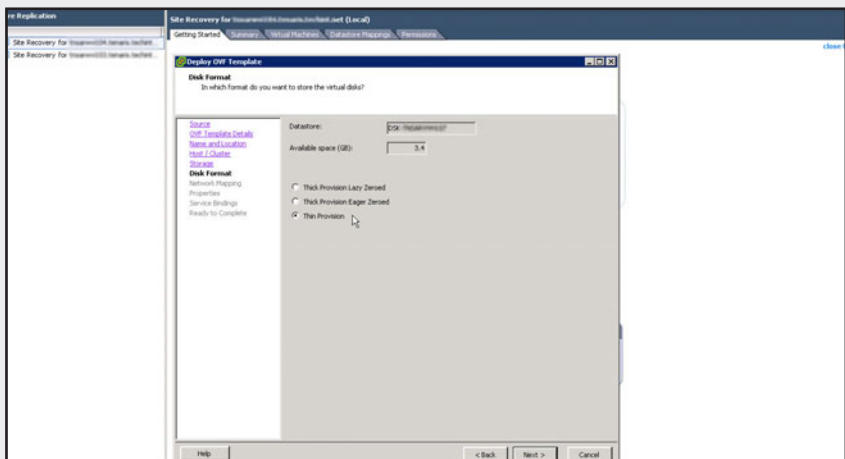 re Replication
Site Recovery for .net (Local)
Getting Started Summary Virtual Machines Datastore Mappings Permissions
Site Recovery for
Site Recovery for
close t
Deploy OVF Template
Disk Format
In which format do you want to store the virtual disks?
Source
OVF Template Details
Name and Location
Host / Cluster
Storage
Disk Format
Network Mapping
Properties
Service Bindings
Ready to Complete
Datastore:
Available space (GB): 3.4
Thick Provision Lazy Zeroed
Thick Provision Eager Zeroed
Thin Provision
Help < Back Next > Cancel